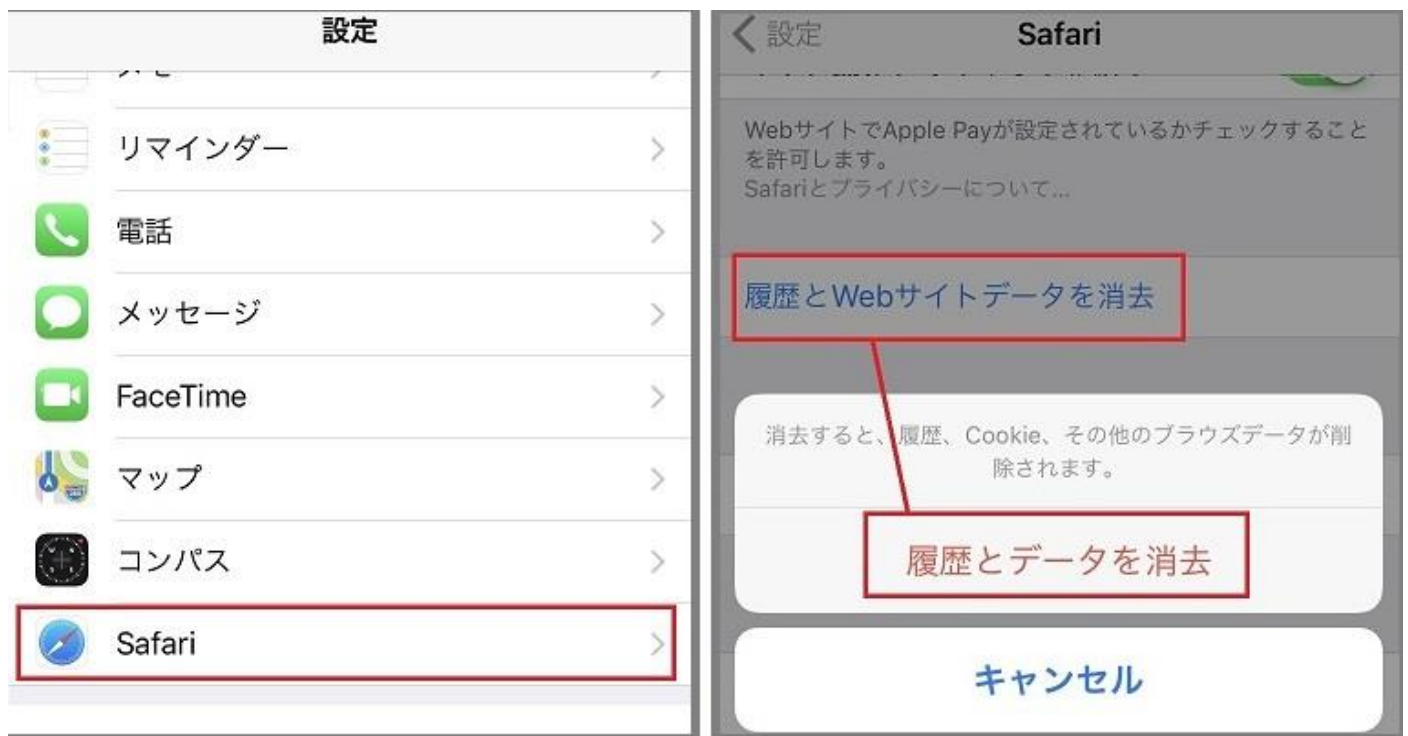 設定
リマインダー
電話
メッセージ
FaceTime
マップ
コンパス
Safari
設定
Safari
WebサイトでApple Payが設定されているかチェックすること
を許可します。
Safariとプライバシーについて...
履歴とWebサイトデータを消去
消去すると、履歴、Cookie、その他のブラウズデータが削
除されます。
履歴とデータを消去
キャンセル